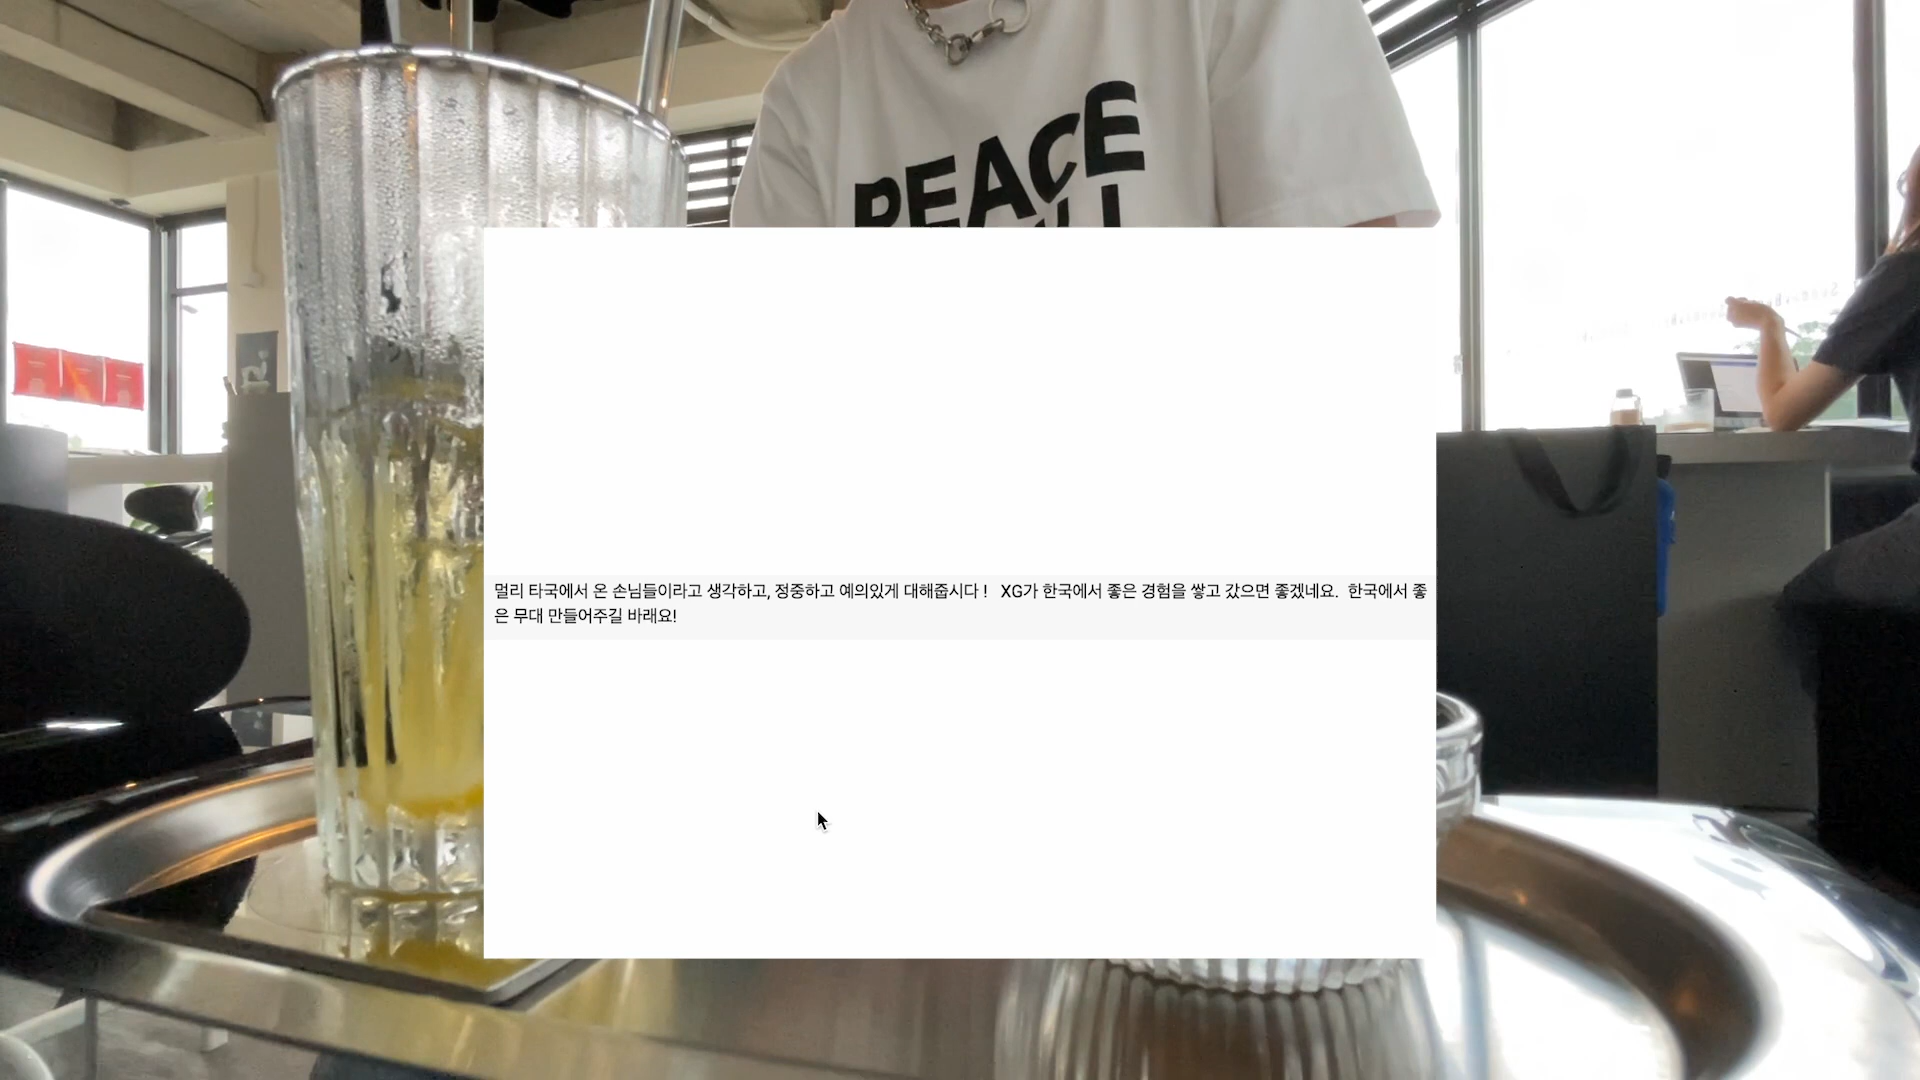 PEACE
멀리 타국에서 온 손님들이라고 생각하고, 정중하고 예의있게 대해줍시다 !   XG가 한국에서 좋은 경험을 쌓고 갔으면 좋겠네요.  한국에서 좋
은 무대 만들어주길 바래요!